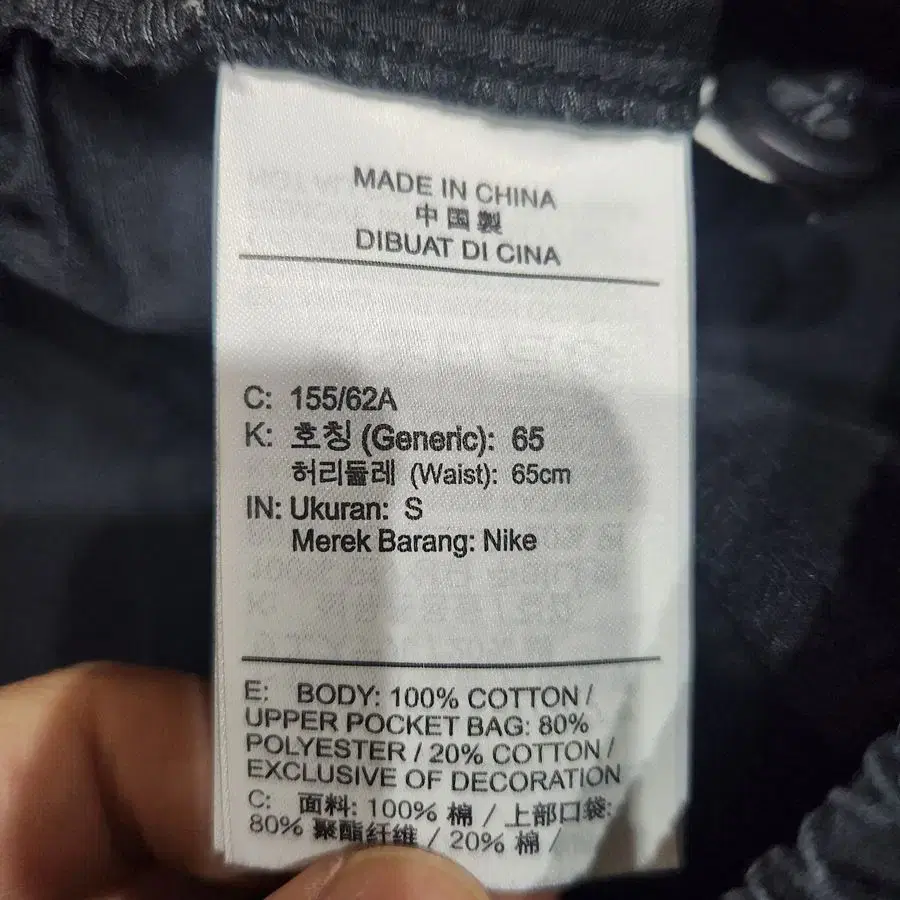 MADE IN CHINA
中国製
DIBUAT DI CINA
C: 155/62A
K: 호칭 (Generic): 65
허리둘레 (Waist): 65cm
IN: Ukuran: S
Merek Barang: Nike
E: BODY: 100% COTTON /
UPPER POCKET BAG: 80%
POLYESTER / 20% COTTON /
EXCLUSIVE OF DECORATION
C: 面料: 100% 棉 / 上部口袋:
80% 聚酯纤维 / 20% 棉 /